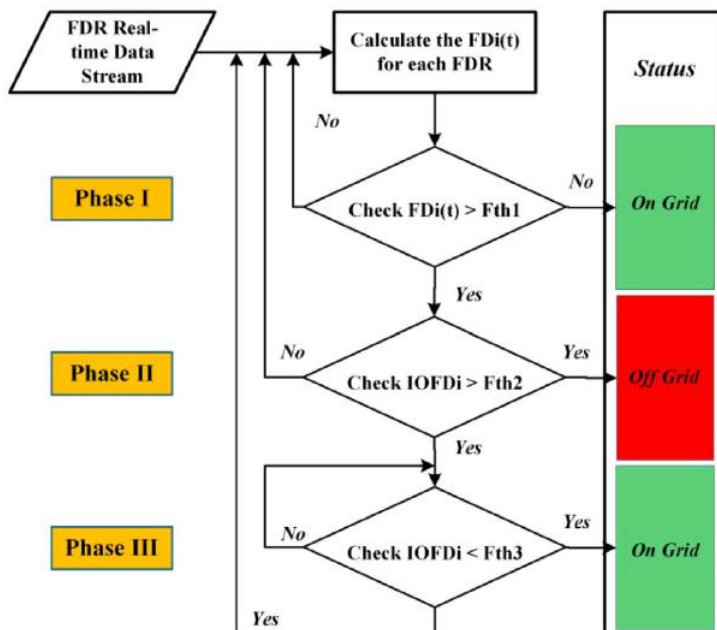 FDR Real-
time Data
Stream
Calculate the FDi(t)
for each FDR
Status
No
Phase I
Check FDi(t) > Fth1
No
On Grid
Yes
Phase II
No
Check IOFDi > Fth2
Yes
Off Grid
Yes
Phase III
No
Check IOFDi < Fth3
Yes
On Grid
Yes